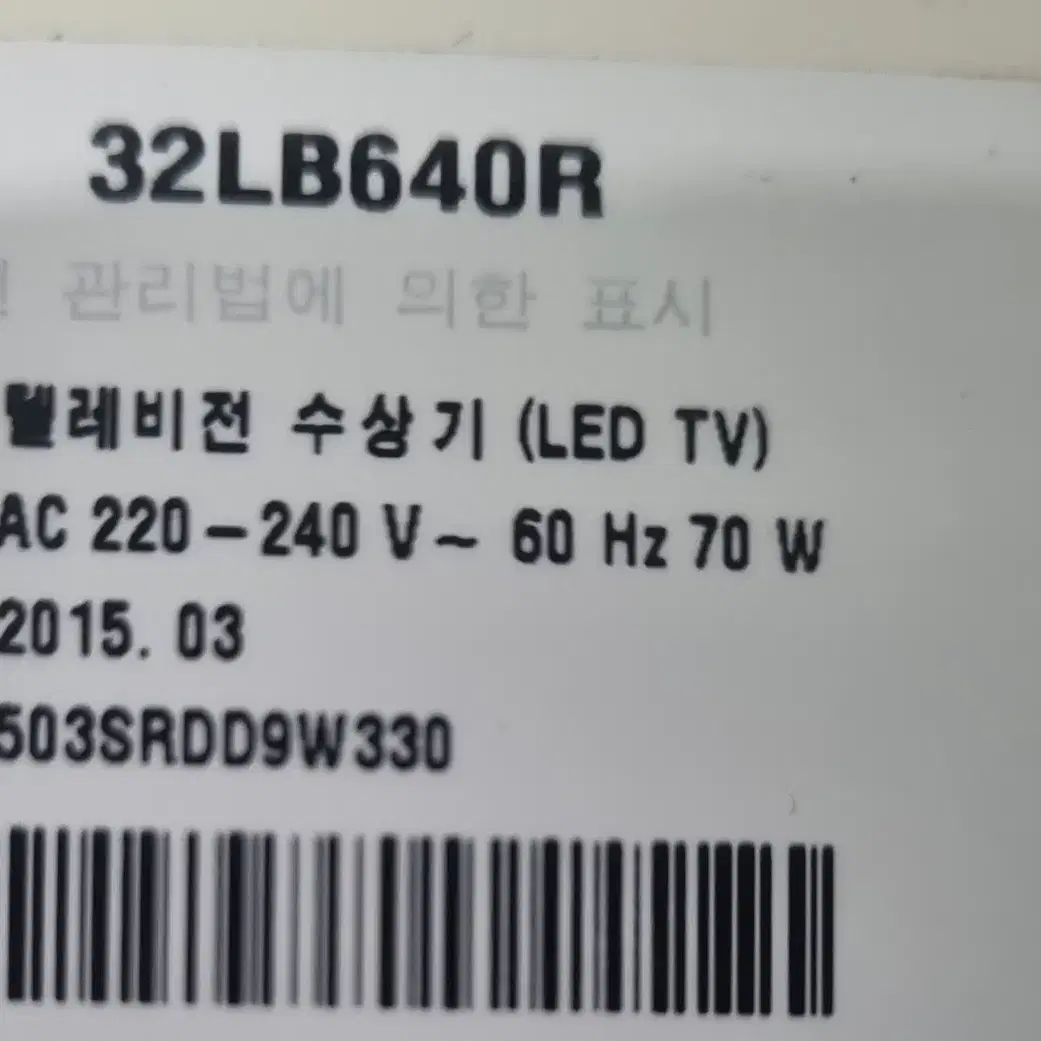 32LB640R
관리법에 의한 표시
텔레비전 수상기 (LED TV)
AC 220-240 V~ 60 Hz 70 W
2015. 03
503SRDD9W330